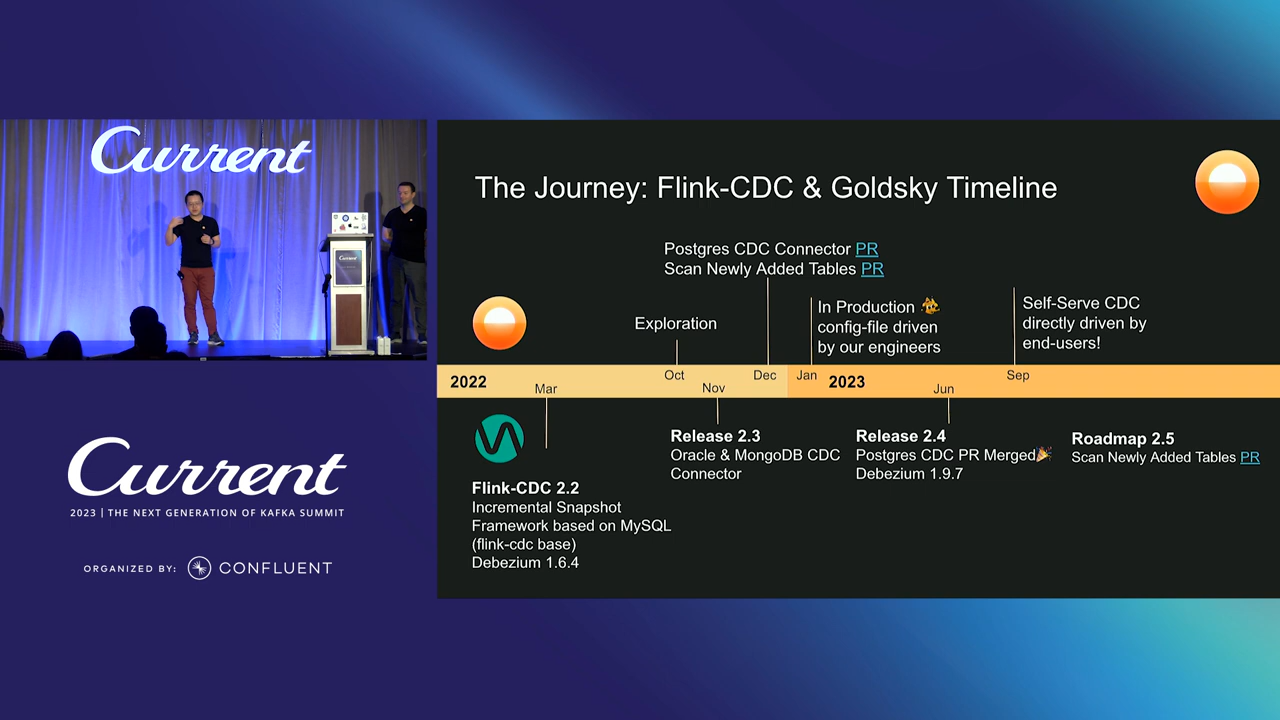 Current
The Journey: Flink-CDC & Goldsky Timeline
Postgres CDC Connector PR
Scan Newly Added Tables PR
Exploration
In Production
config-file driven
by our engineers
Self-Serve CDC
directly driven by
end-users!
2022
Mar
Oct
Nov
Dec
Jan
2023
Jun
Sep
Flink-CDC 2.2
Incremental Snapshot
Framework based on MySQL
(flink-cdc base)
Debezium 1.6.4
Release 2.3
Oracle & MongoDB CDC
Connector
Release 2.4
Postgres CDC PR Merged🎉
Debezium 1.9.7
Roadmap 2.5
Scan Newly Added Tables PR
Current
2023 | THE NEXT GENERATION OF KAFKA SUMMIT
ORGANIZED BY: CONFLUENT